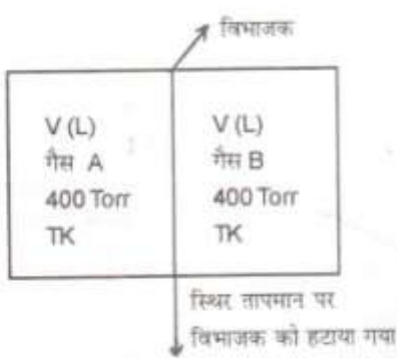 विभाजक
V (L)
गैस A
400 Torr
TK
V (L)
गैस B
400 Torr
TK
स्थिर तापमान पर
विभाजक को हटाया गया